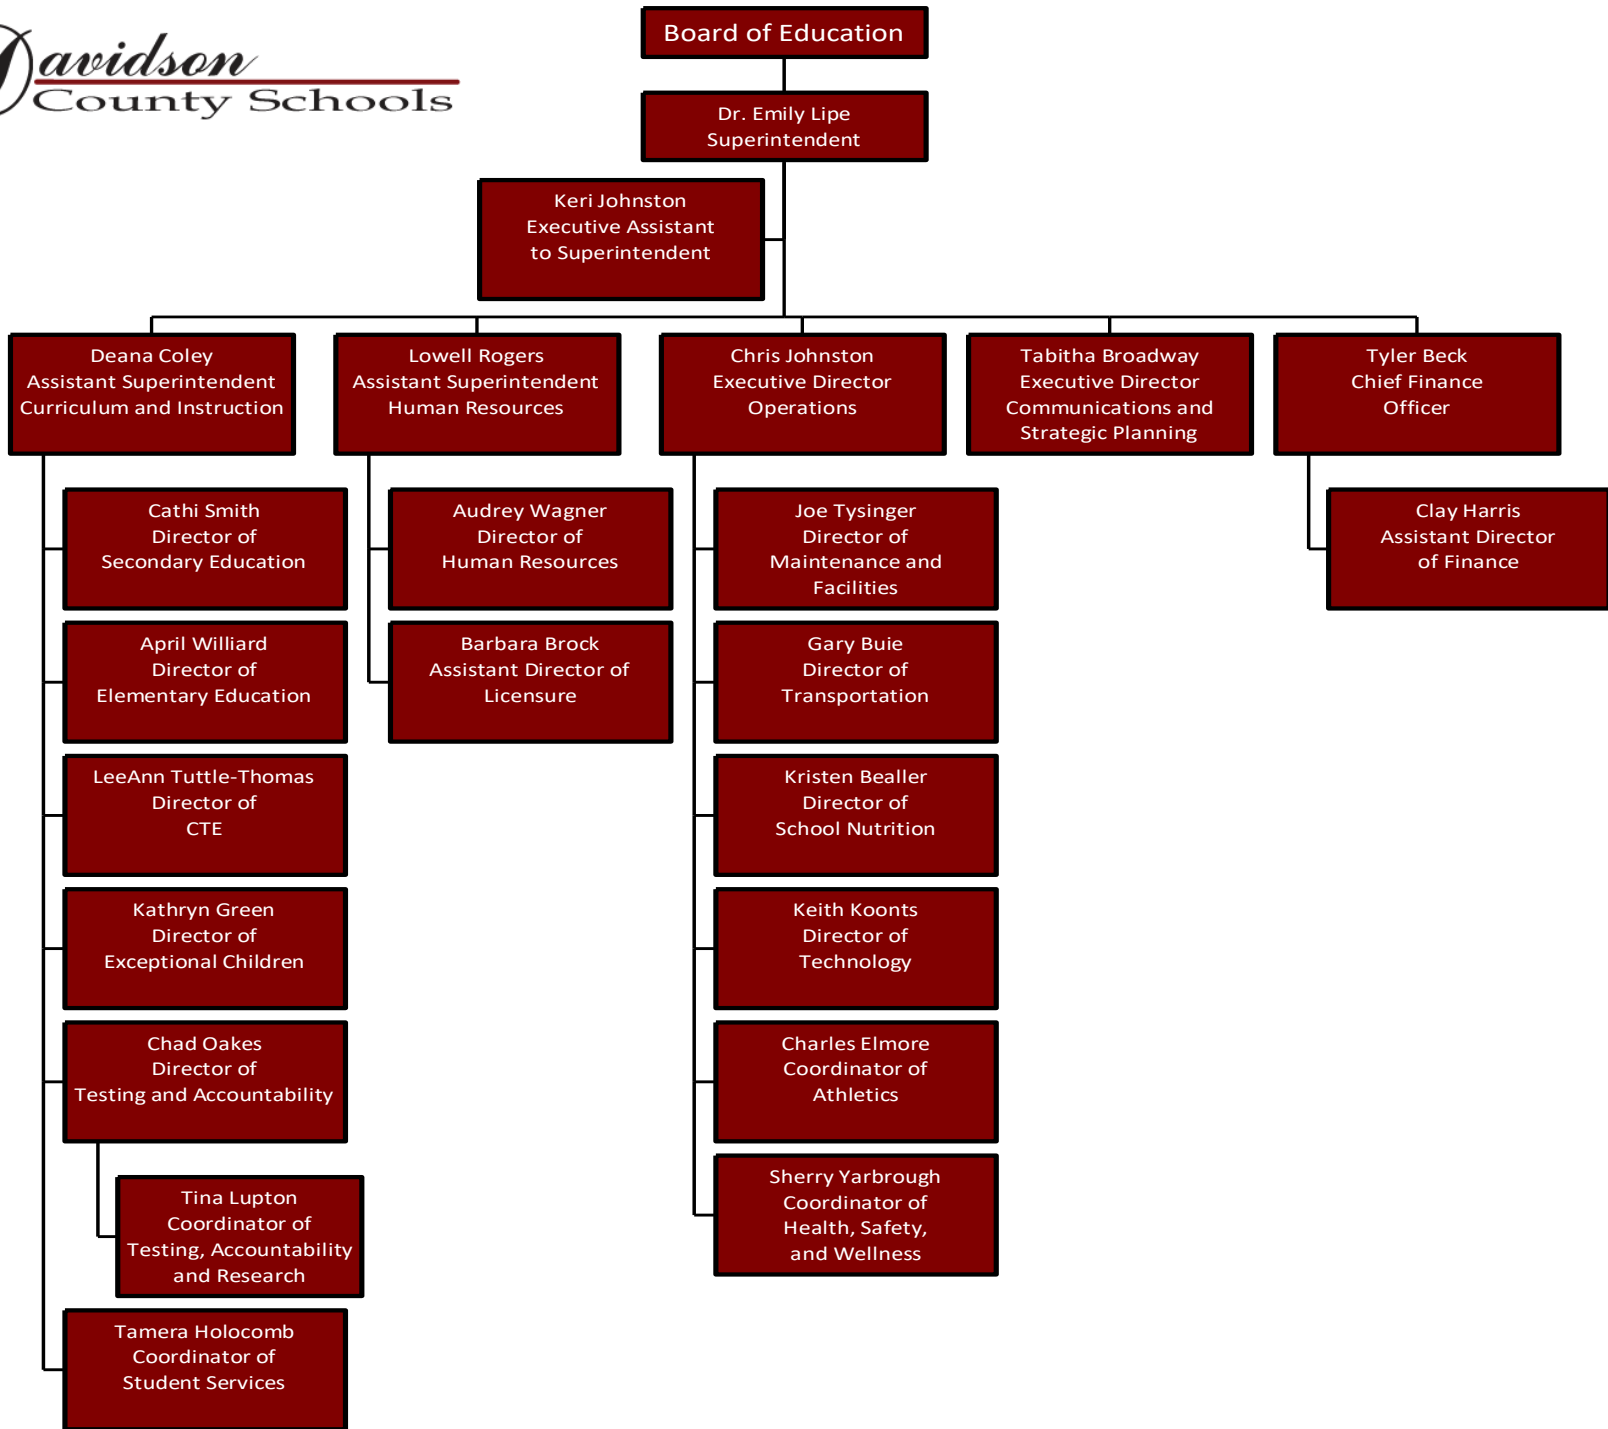 Davidson
County Schools
Board of Education
Dr. Emily Lipe
Superintendent
Keri Johnston
Executive Assistant
to Superintendent
Deana Coley
Assistant Superintendent
Curriculum and Instruction
Lowell Rogers
Assistant Superintendent
Human Resources
Chris Johnston
Executive Director
Operations
Tabitha Broadway
Executive Director
Communications and
Strategic Planning
Tyler Beck
Chief Finance
Officer
Cathi Smith
Director of
Secondary Education
April Williard
Director of
Elementary Education
LeeAnn Tuttle-Thomas
Director of
CTE
Kathryn Green
Director of
Exceptional Children
Chad Oakes
Director of
Testing and Accountability
Tina Lupton
Coordinator of
Testing, Accountability
and Research
Tamera Holocomb
Coordinator of
Student Services
Audrey Wagner
Director of
Human Resources
Barbara Brock
Assistant Director of
Licensure
Joe Tysinger
Director of
Maintenance and
Facilities
Gary Buie
Director of
Transportation
Kristen Bealler
Director of
School Nutrition
Keith Koonts
Director of
Technology
Charles Elmore
Coordinator of
Athletics
Sherry Yarbrough
Coordinator of
Health, Safety,
and Wellness
Clay Harris
Assistant Director
of Finance